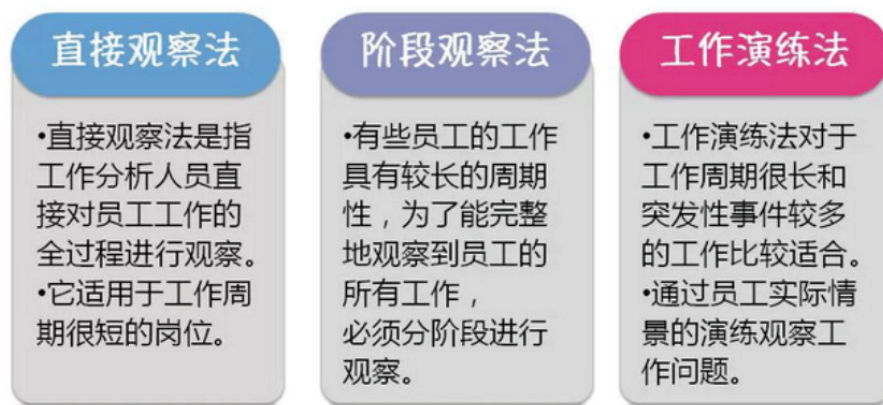 直接观察法
•直接观察法是指
工作分析人员直
接对员工工作的
全过程进行观察。
•它适用于工作周
期很短的岗位。
阶段观察法
•有些员工的工作
具有较长的周期
性，为了能完整
地观察到员工的
所有工作，
必须分阶段进行
观察。
工作演练法
•工作演练法对于
工作周期很长和
突发性事件较多
的工作比较适合。
•通过员工实际情
景的演练观察工
作问题。